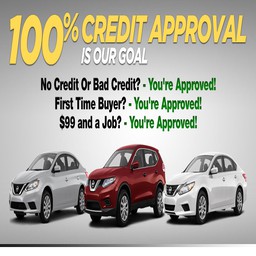 100% CREDIT APPROVAL
IS OUR GOAL
No Credit Or Bad Credit? - You're Approved!
First Time Buyer? - You're Approved!
$99 and a Job? - You're Approved!